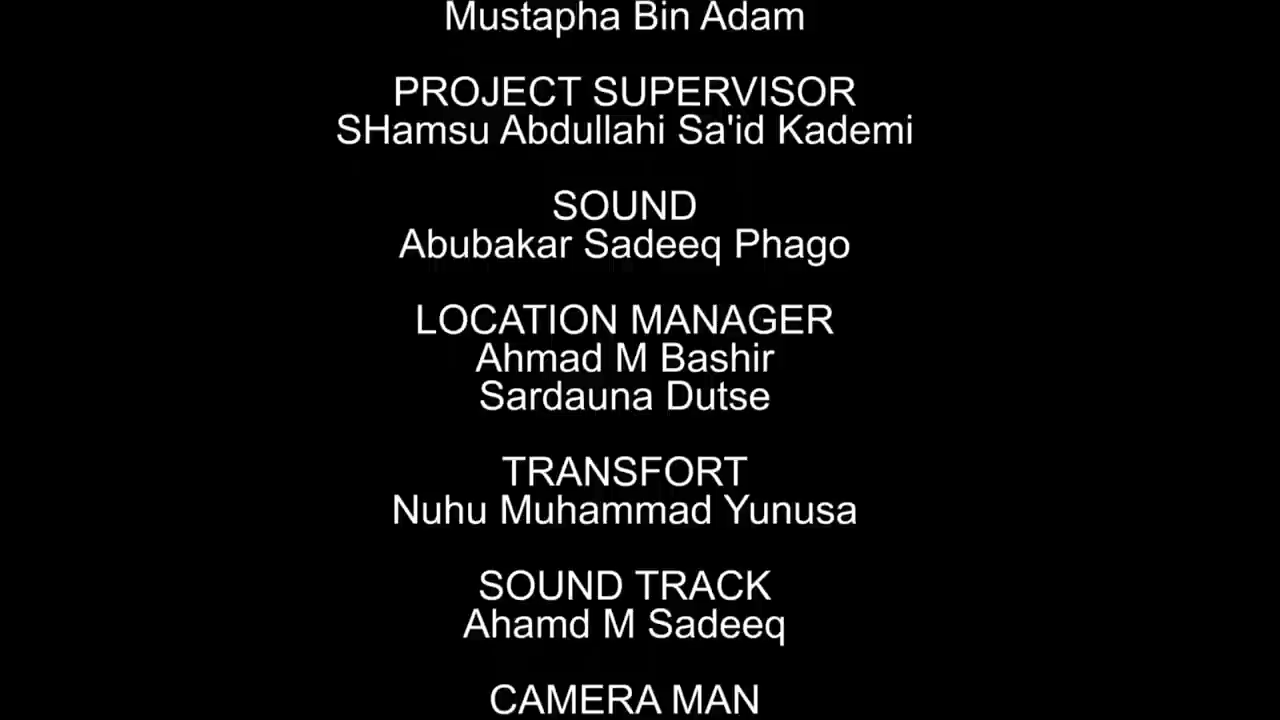 Mustapha Bin Adam
PROJECT SUPERVISOR
SHamsu Abdullahi Sa'id Kademi
SOUND
Abubakar Sadeeq Phago
LOCATION MANAGER
Ahmad M Bashir
Sardauna Dutse
TRANSFORT
Nuhu Muhammad Yunusa
SOUND TRACK
Ahamd M Sadeeq
CAMERA MAN